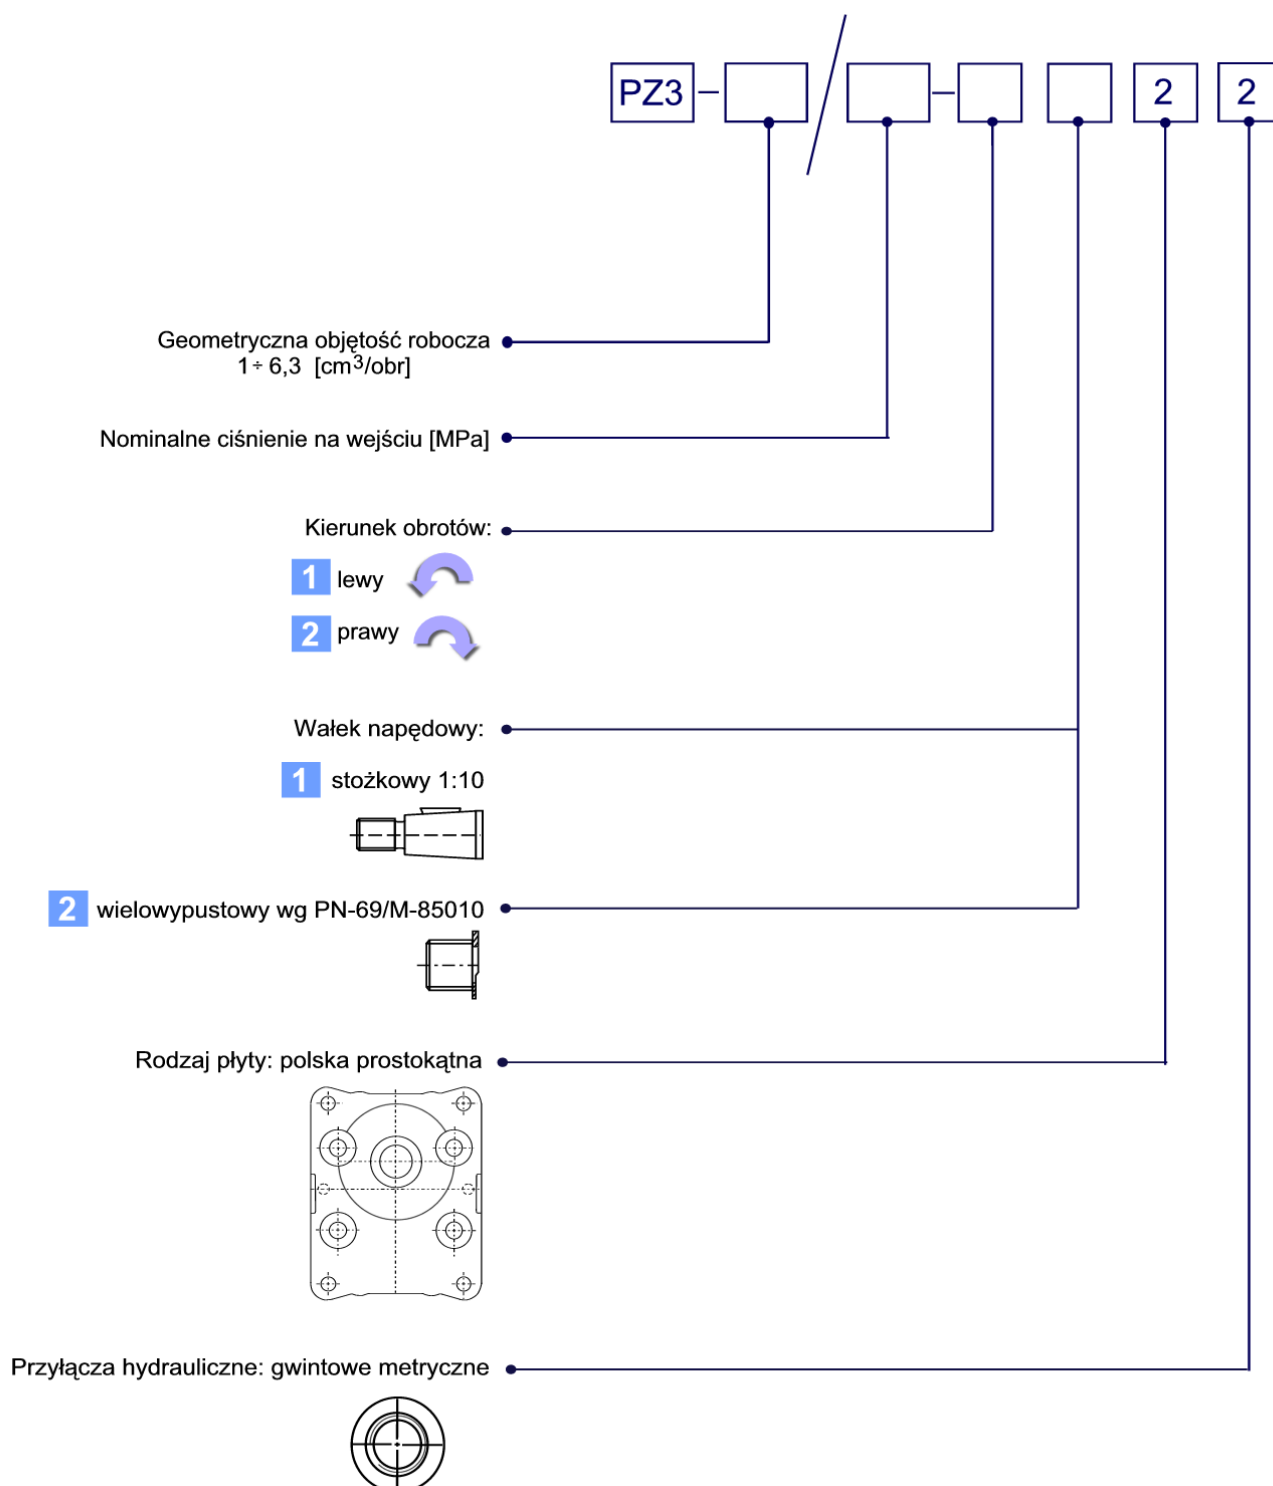 PZ3 – / – 2 2
Geometryczna objętość robocza
1÷6,3 [cm³/obr]
Nominalne ciśnienie na wejściu [MPa]
Kierunek obrotów:
1 lewy
2 prawy
Wałek napędowy:
1 stożkowy 1:10
2 wielowypustowy wg PN-69/M-85010
Rodzaj płyty: polska prostokątna
Przyłącza hydrauliczne: gwintowe metryczne